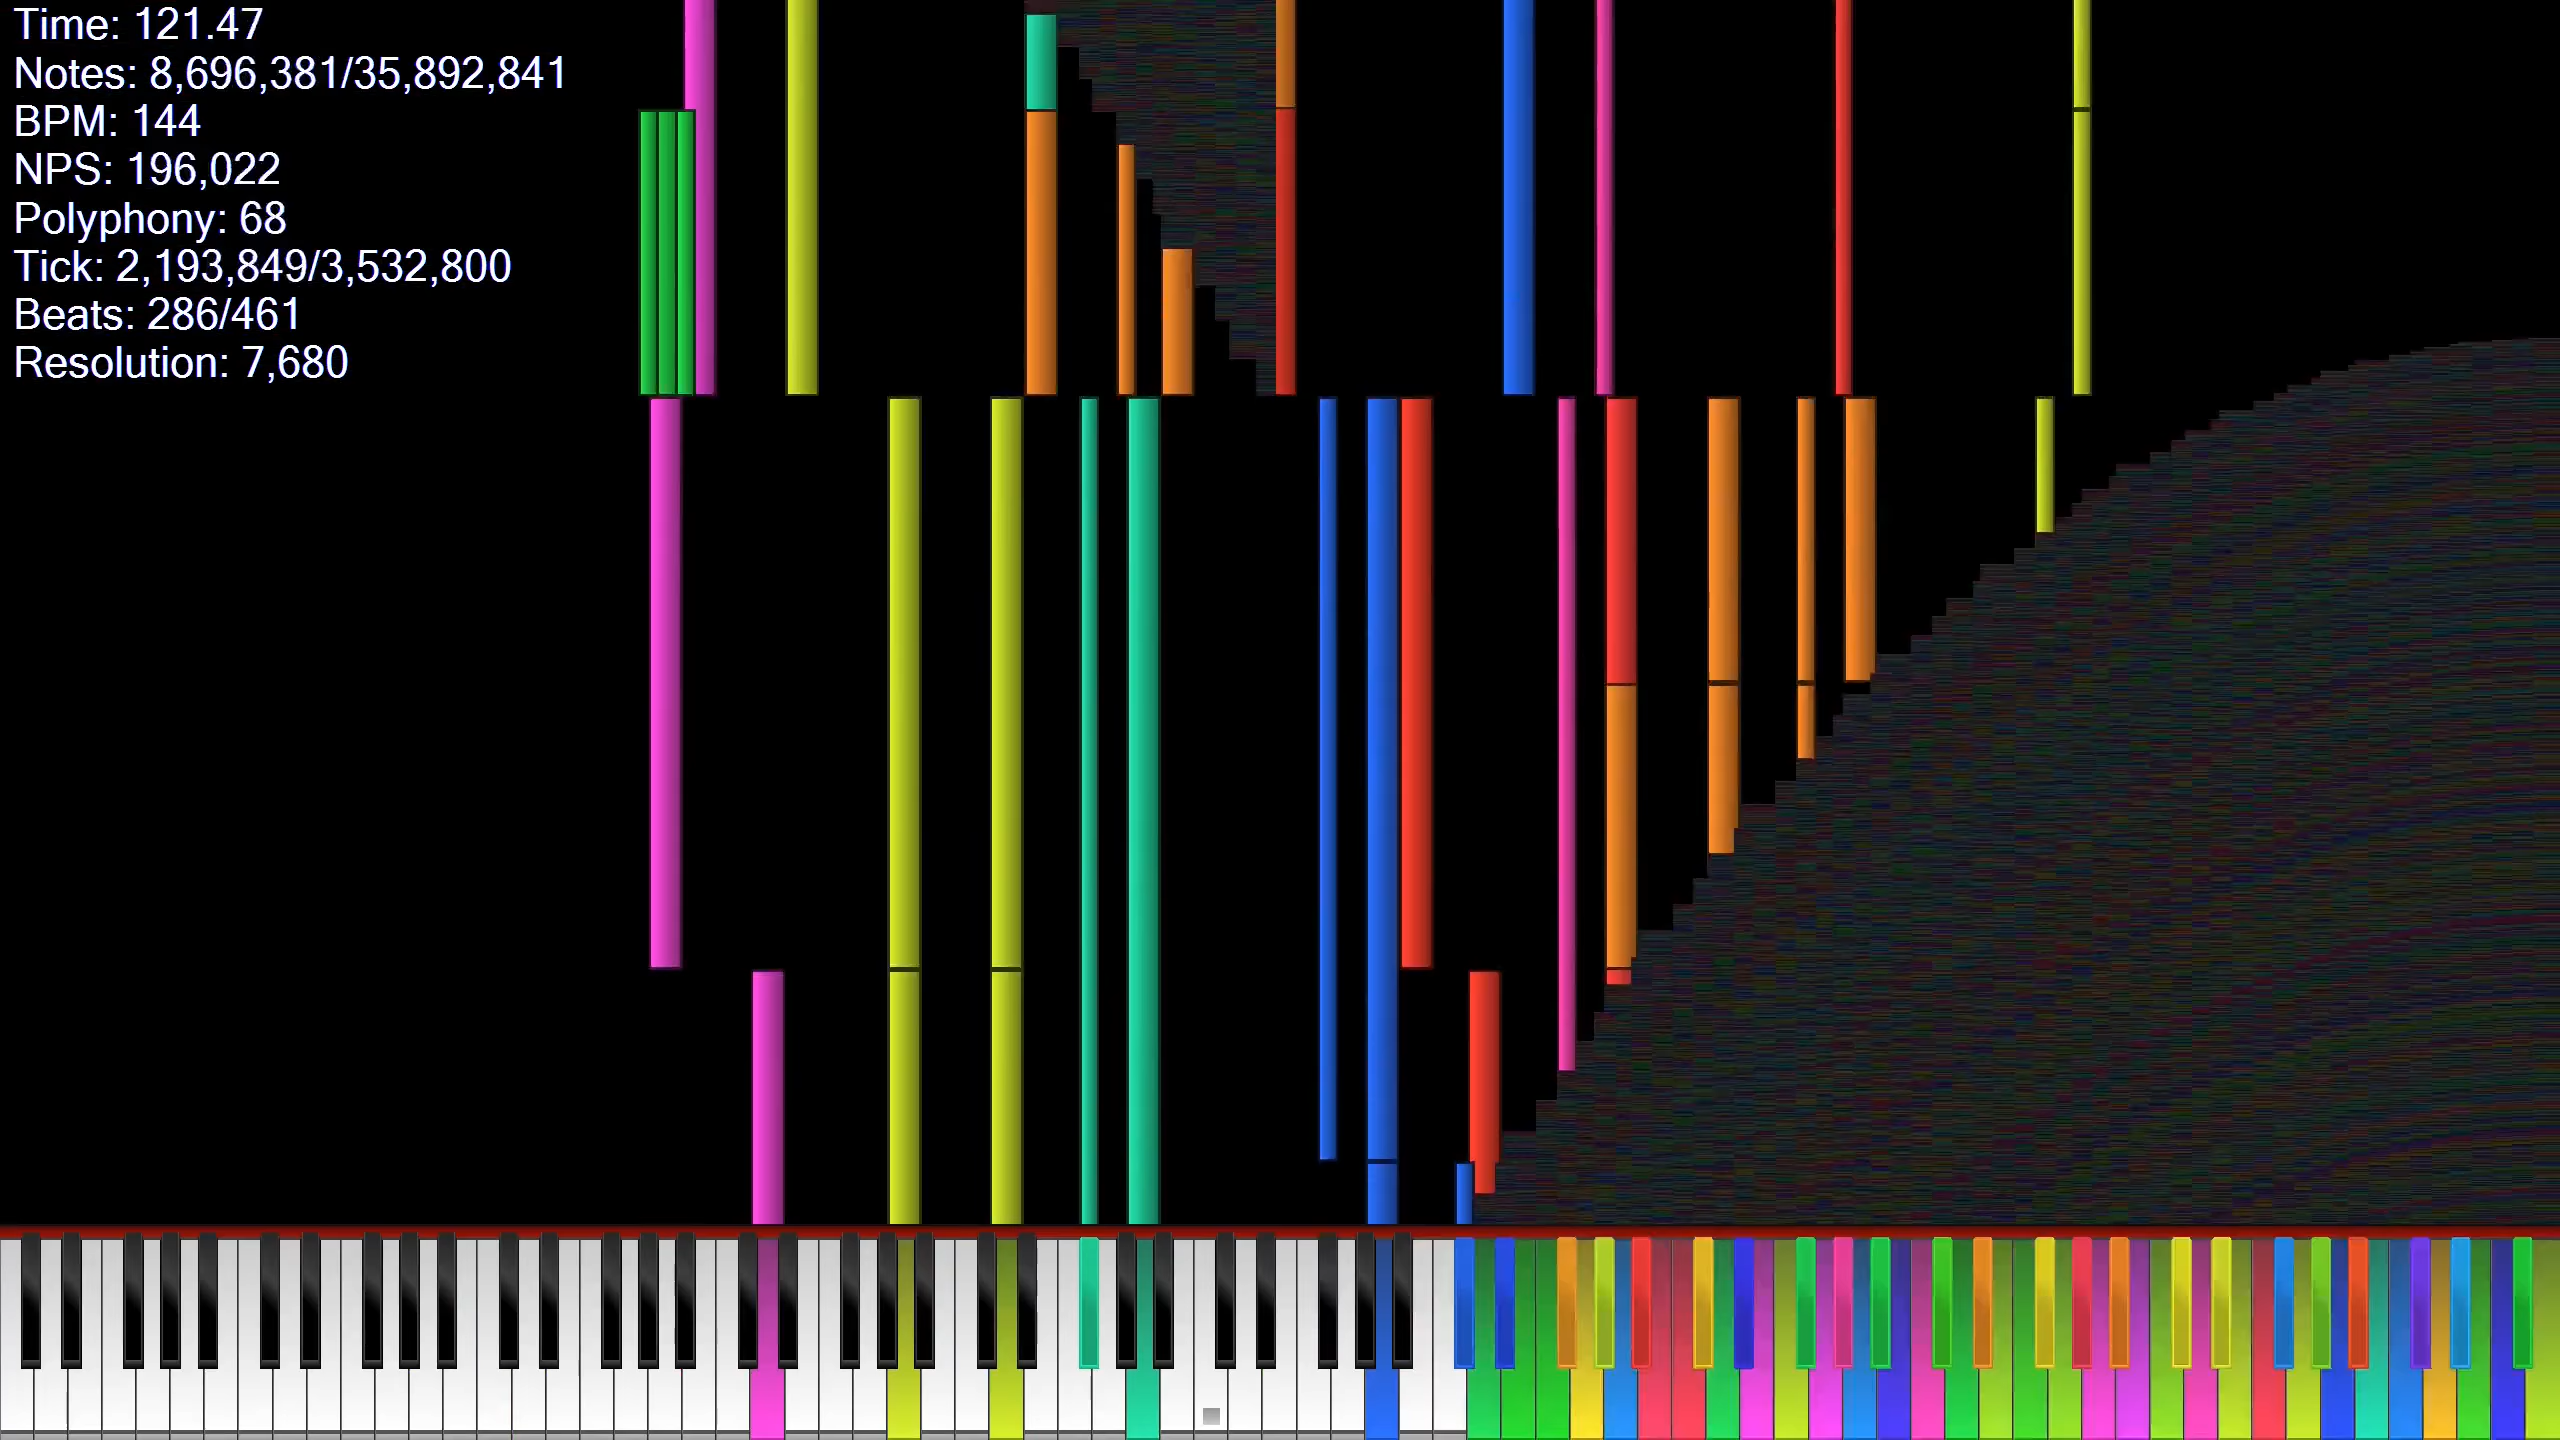 Time: 121.47
Notes: 8,696,381/35,892,841
BPM: 144
NPS: 196,022
Polyphony: 68
Tick: 2,193,849/3,532,800
Beats: 286/461
Resolution: 7,680